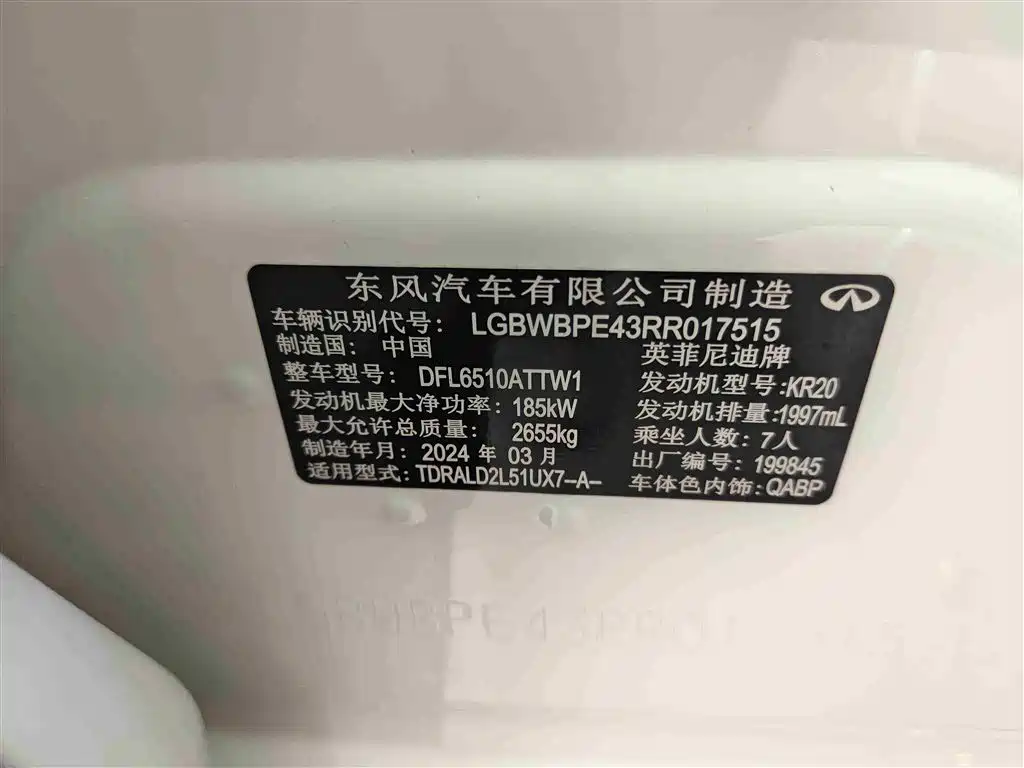 东风汽车有限公司制造
车辆识别代号: LGBWBPE43RR017515
制造国: 中国 英菲尼迪牌
整车型号: DFL6510ATTW1 发动机型号:KR20
发动机最大净功率: 185kW 发动机排量:1997mL
最大允许总质量: 2655kg 乘坐人数: 7人
制造年月: 2024 年 03 月 出厂编号: 199845
适用型式: TDRALD2L51UX7-A- 车体色内饰: QABP